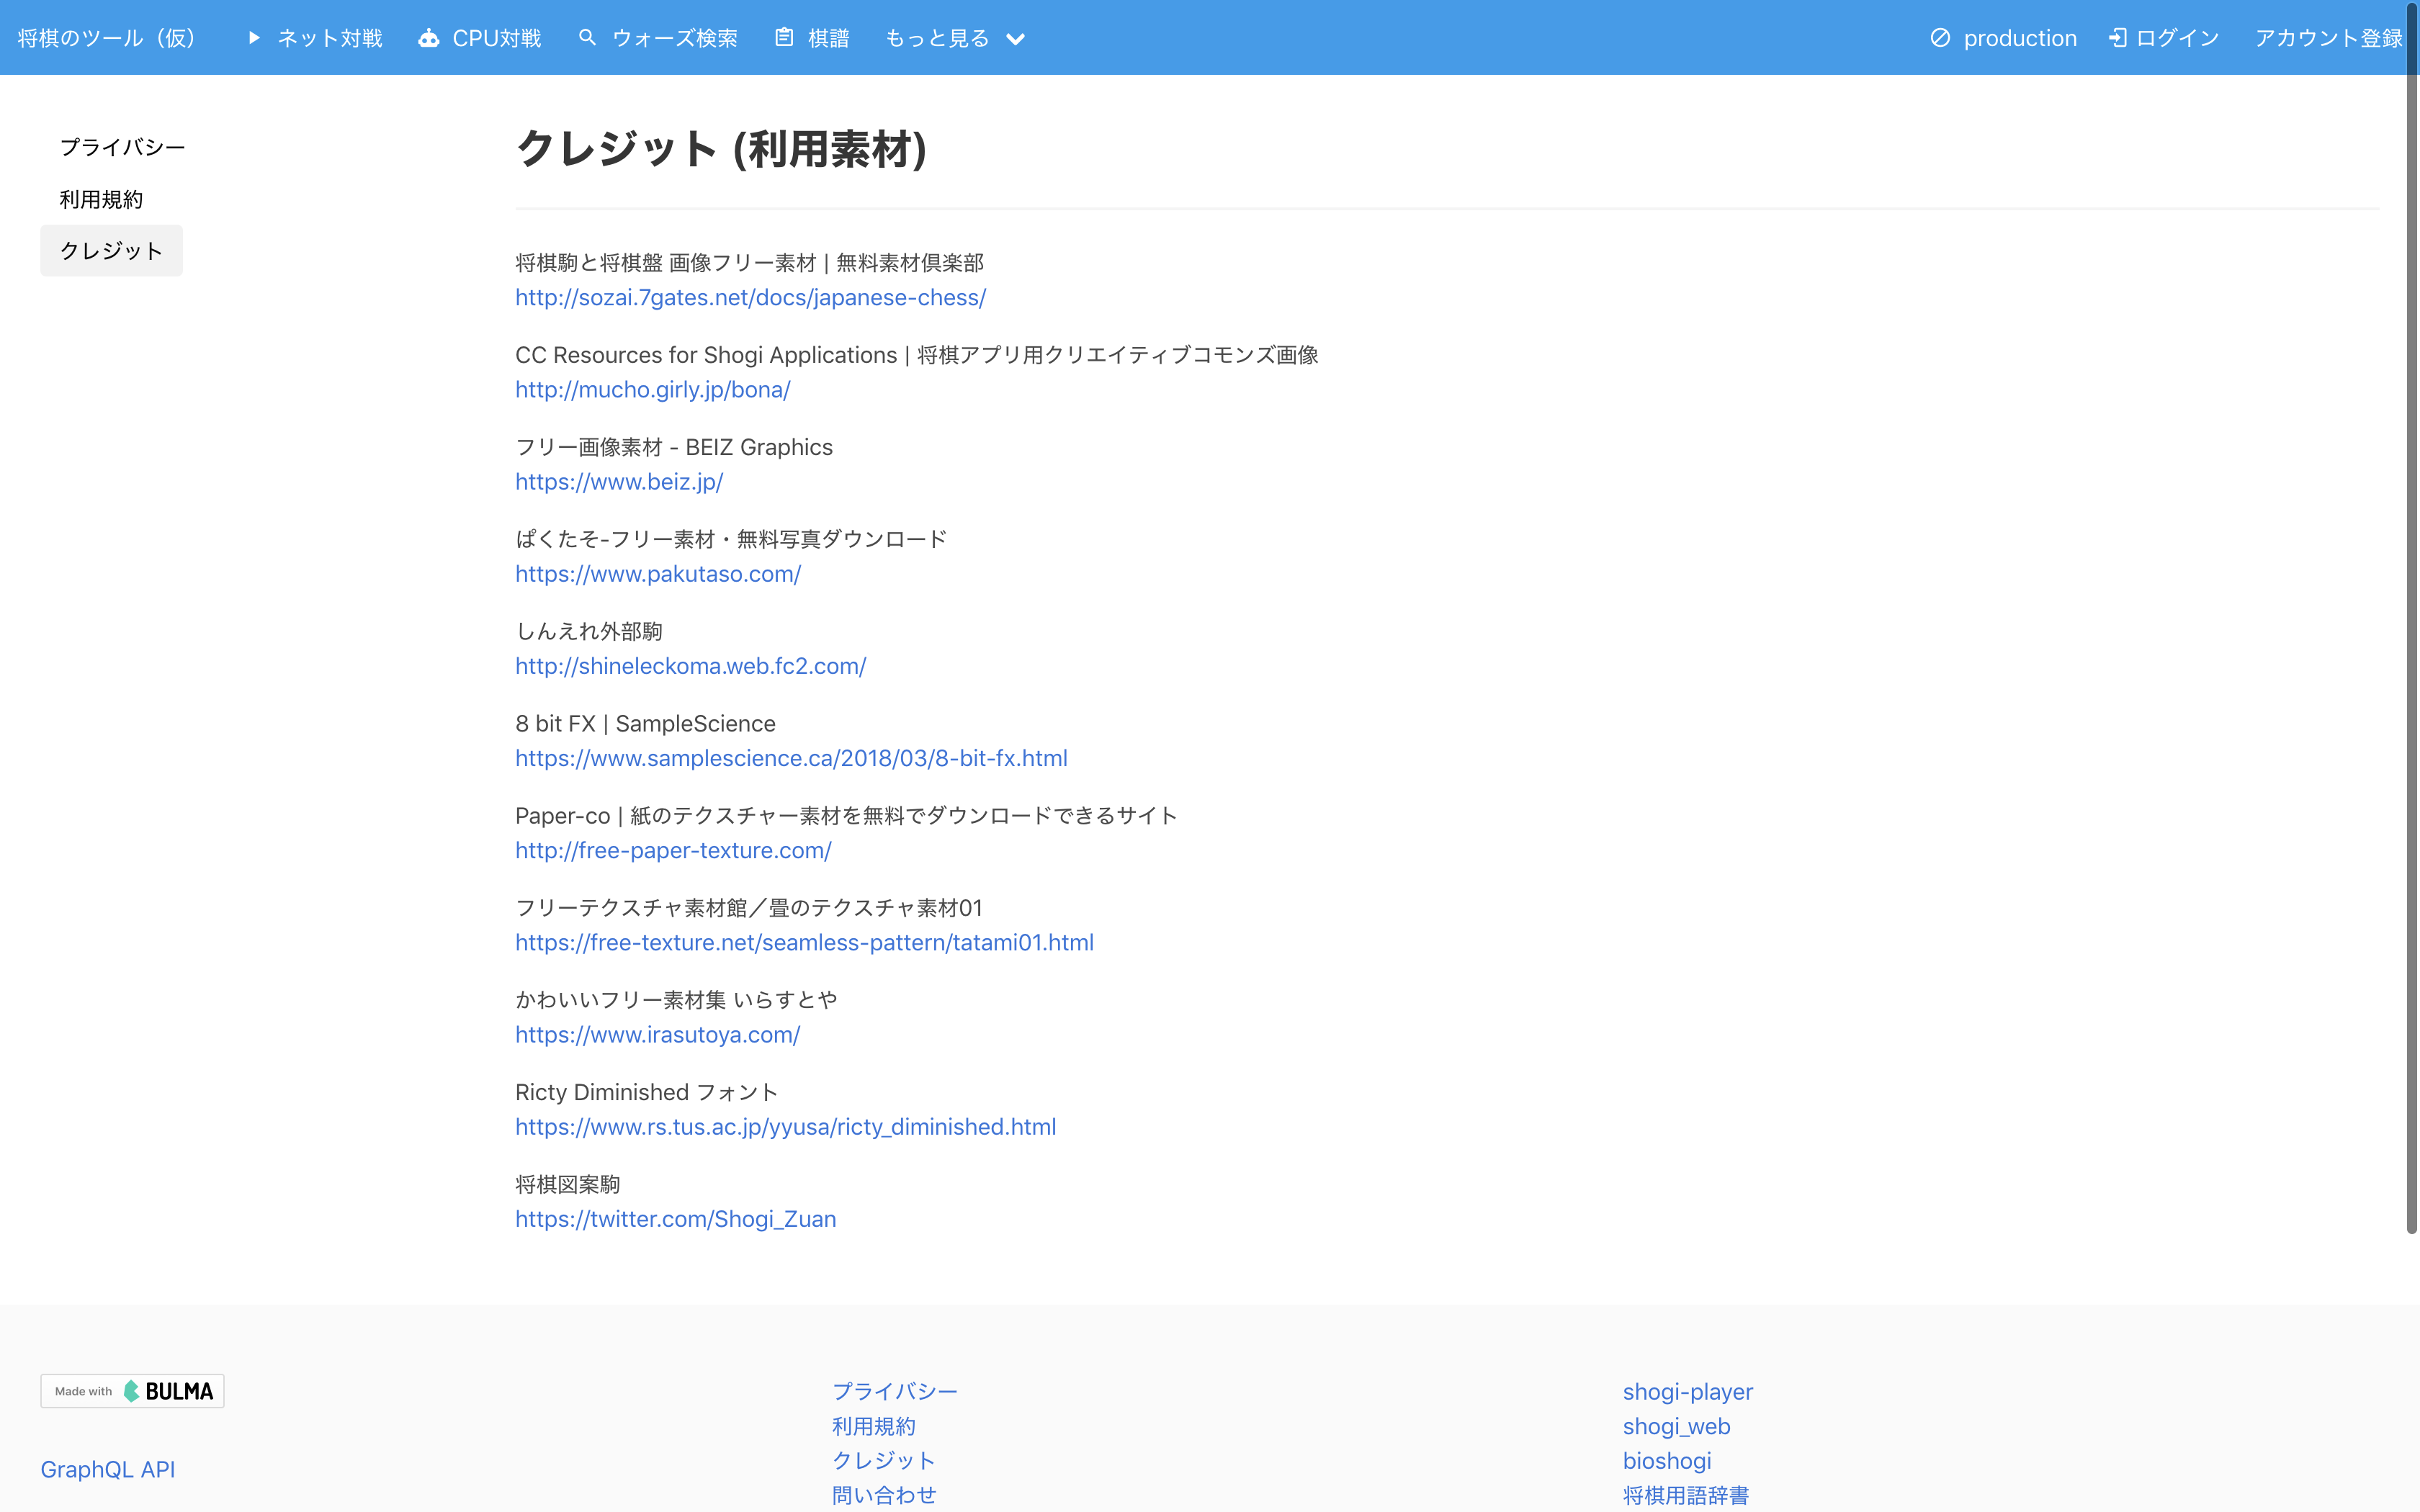 将棋のツール（仮） ネット対戦 CPU対戦 ウォーズ検索 棋譜 もっと見る production ログイン アカウント登録
プライバシー
利用規約
クレジット
クレジット (利用素材)
将棋駒と将棋盤 画像フリー素材 | 無料素材倶楽部
http://sozai.7gates.net/docs/japanese-chess/
CC Resources for Shogi Applications | 将棋アプリ用クリエイティブコモンズ画像
http://mucho.girly.jp/bona/
フリー画像素材 - BEIZ Graphics
https://www.beiz.jp/
ぱくたそ-フリー素材・無料写真ダウンロード
https://www.pakutaso.com/
しんえれ外部駒
http://shineleckoma.web.fc2.com/
8 bit FX | SampleScience
https://www.samplescience.ca/2018/03/8-bit-fx.html
Paper-co | 紙のテクスチャー素材を無料でダウンロードできるサイト
http://free-paper-texture.com/
フリーテクスチャ素材館／畳のテクスチャ素材01
https://free-texture.net/seamless-pattern/tatami01.html
かわいいフリー素材集 いらすとや
https://www.irasutoya.com/
Ricty Diminished フォント
https://www.rs.tus.ac.jp/yyusa/ricty_diminished.html
将棋図案駒
https://twitter.com/Shogi_Zuan
Made with BULMA
GraphQL API
プライバシー
利用規約
クレジット
問い合わせ
shogi-player
shogi_web
bioshogi
将棋用語辞書